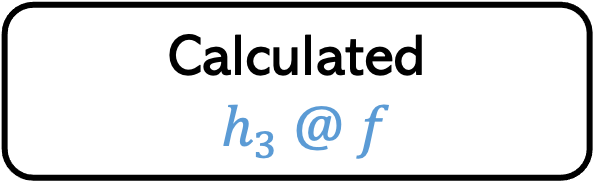 Calculated
h₃ @ f